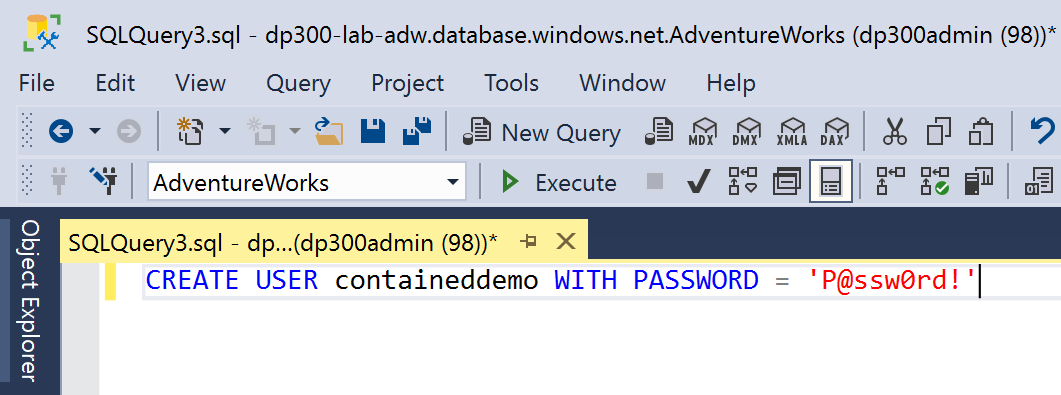 SQLQuery3.sql - dp300-lab-adw.database.windows.net.AdventureWorks (dp300admin (98))*
File Edit View Query Project Tools Window Help
New Query MDX DMX XMLA DAX
AdventureWorks Execute
Object Explorer
SQLQuery3.sql - dp...(dp300admin (98))*
CREATE USER containeddemo WITH PASSWORD = 'P@ssw0rd!'